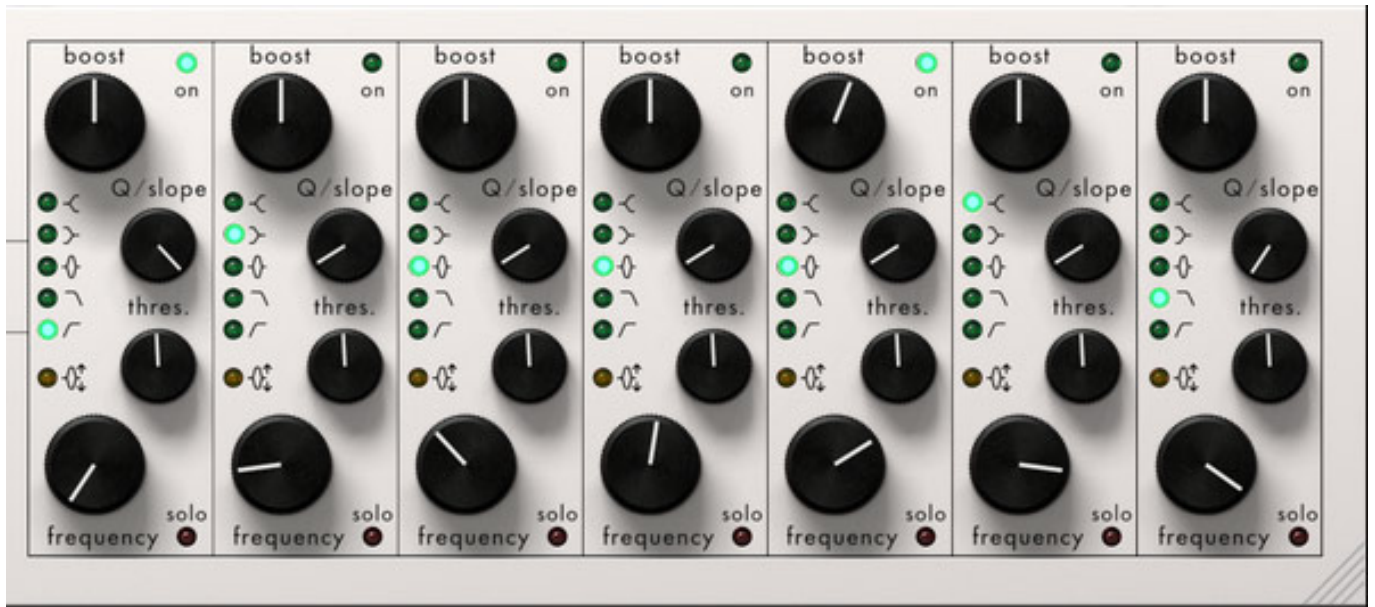 boost boost boost boost boost boost boost
on on on on on on on
Q/slope Q/slope Q/slope Q/slope Q/slope Q/slope Q/slope
thres. thres. thres. thres. thres. thres. thres.
solo solo solo solo solo solo solo
frequency frequency frequency frequency frequency frequency frequency